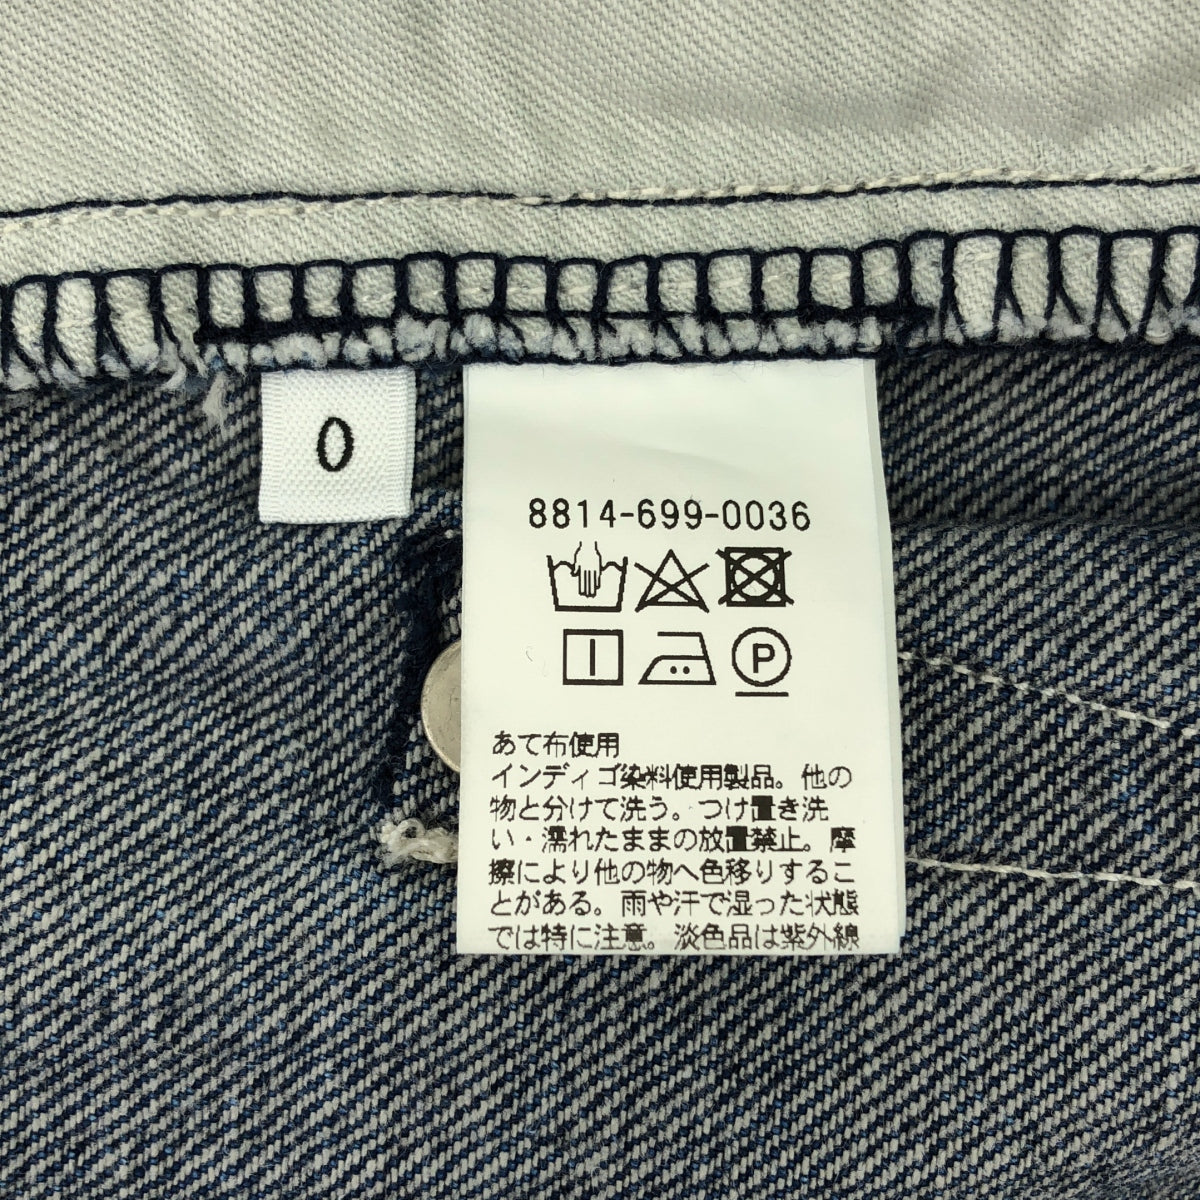 0
8814-699-0036
P
あて布使用
インディゴ染料使用製品。他の
物と分けて洗う。つけ置き洗
い・濡れたままの放置禁止。摩
擦により他の物へ色移りするこ
とがある。雨や汗で湿った状態
では特に注意。淡色品は紫外線